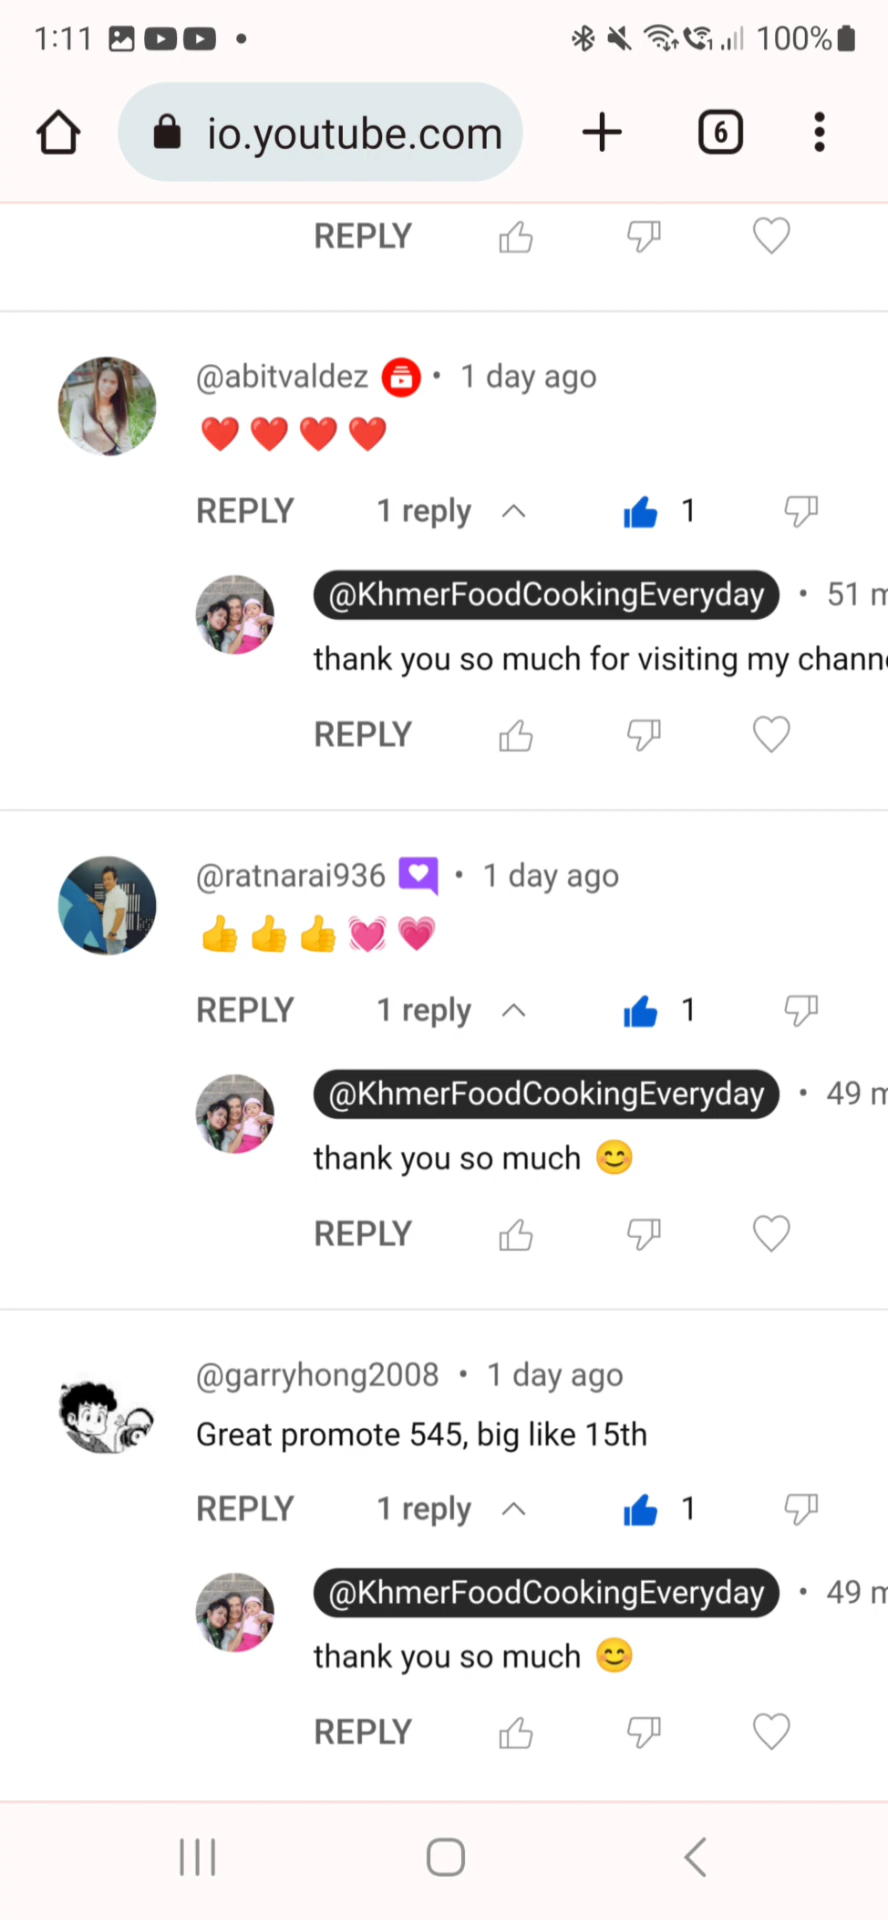 1:11 100%
io.youtube.com 6
REPLY
@abitvaldez • 1 day ago
❤️❤️❤️❤️
REPLY 1 reply 1
@KhmerFoodCookingEveryday • 51 m
thank you so much for visiting my chann
REPLY
@ratnarai936 • 1 day ago
👍👍👍💓💗
REPLY 1 reply 1
@KhmerFoodCookingEveryday • 49 m
thank you so much 😊
REPLY
@garryhong2008 • 1 day ago
Great promote 545, big like 15th
REPLY 1 reply 1
@KhmerFoodCookingEveryday • 49 m
thank you so much 😊
REPLY